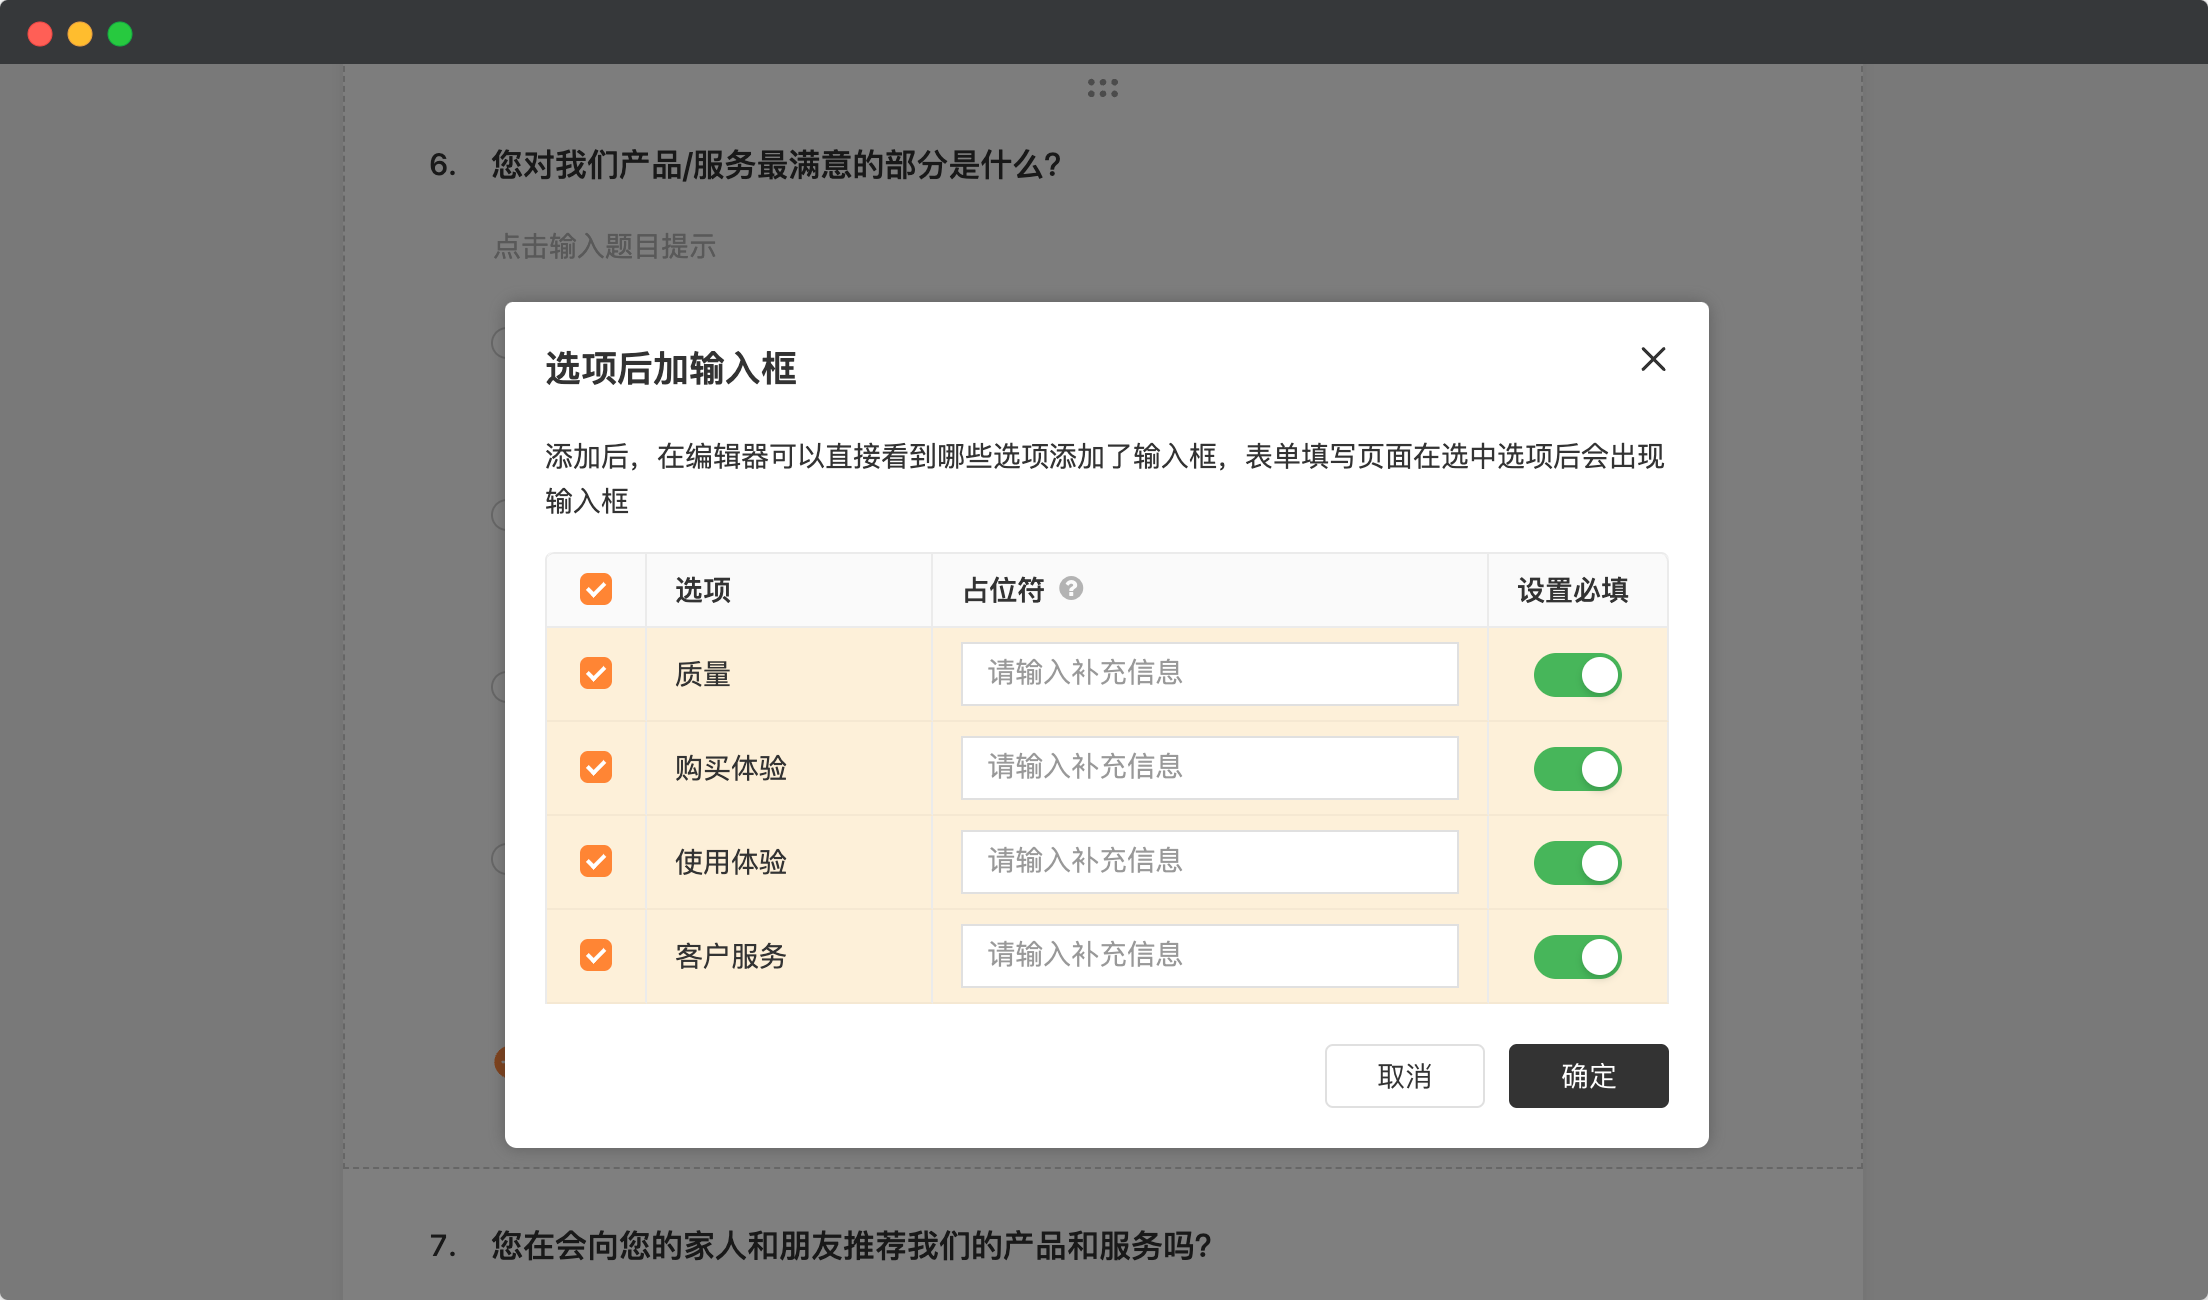 6. 您对我们产品/服务最满意的部分是什么?
点击输入题目提示
选项后加输入框
添加后，在编辑器可以直接看到哪些选项添加了输入框，表单填写页面在选中选项后会出现
输入框
选项 占位符 ? 设置必填
质量 请输入补充信息
购买体验 请输入补充信息
使用体验 请输入补充信息
客户服务 请输入补充信息
取消 确定
7. 您在会向您的家人和朋友推荐我们的产品和服务吗?